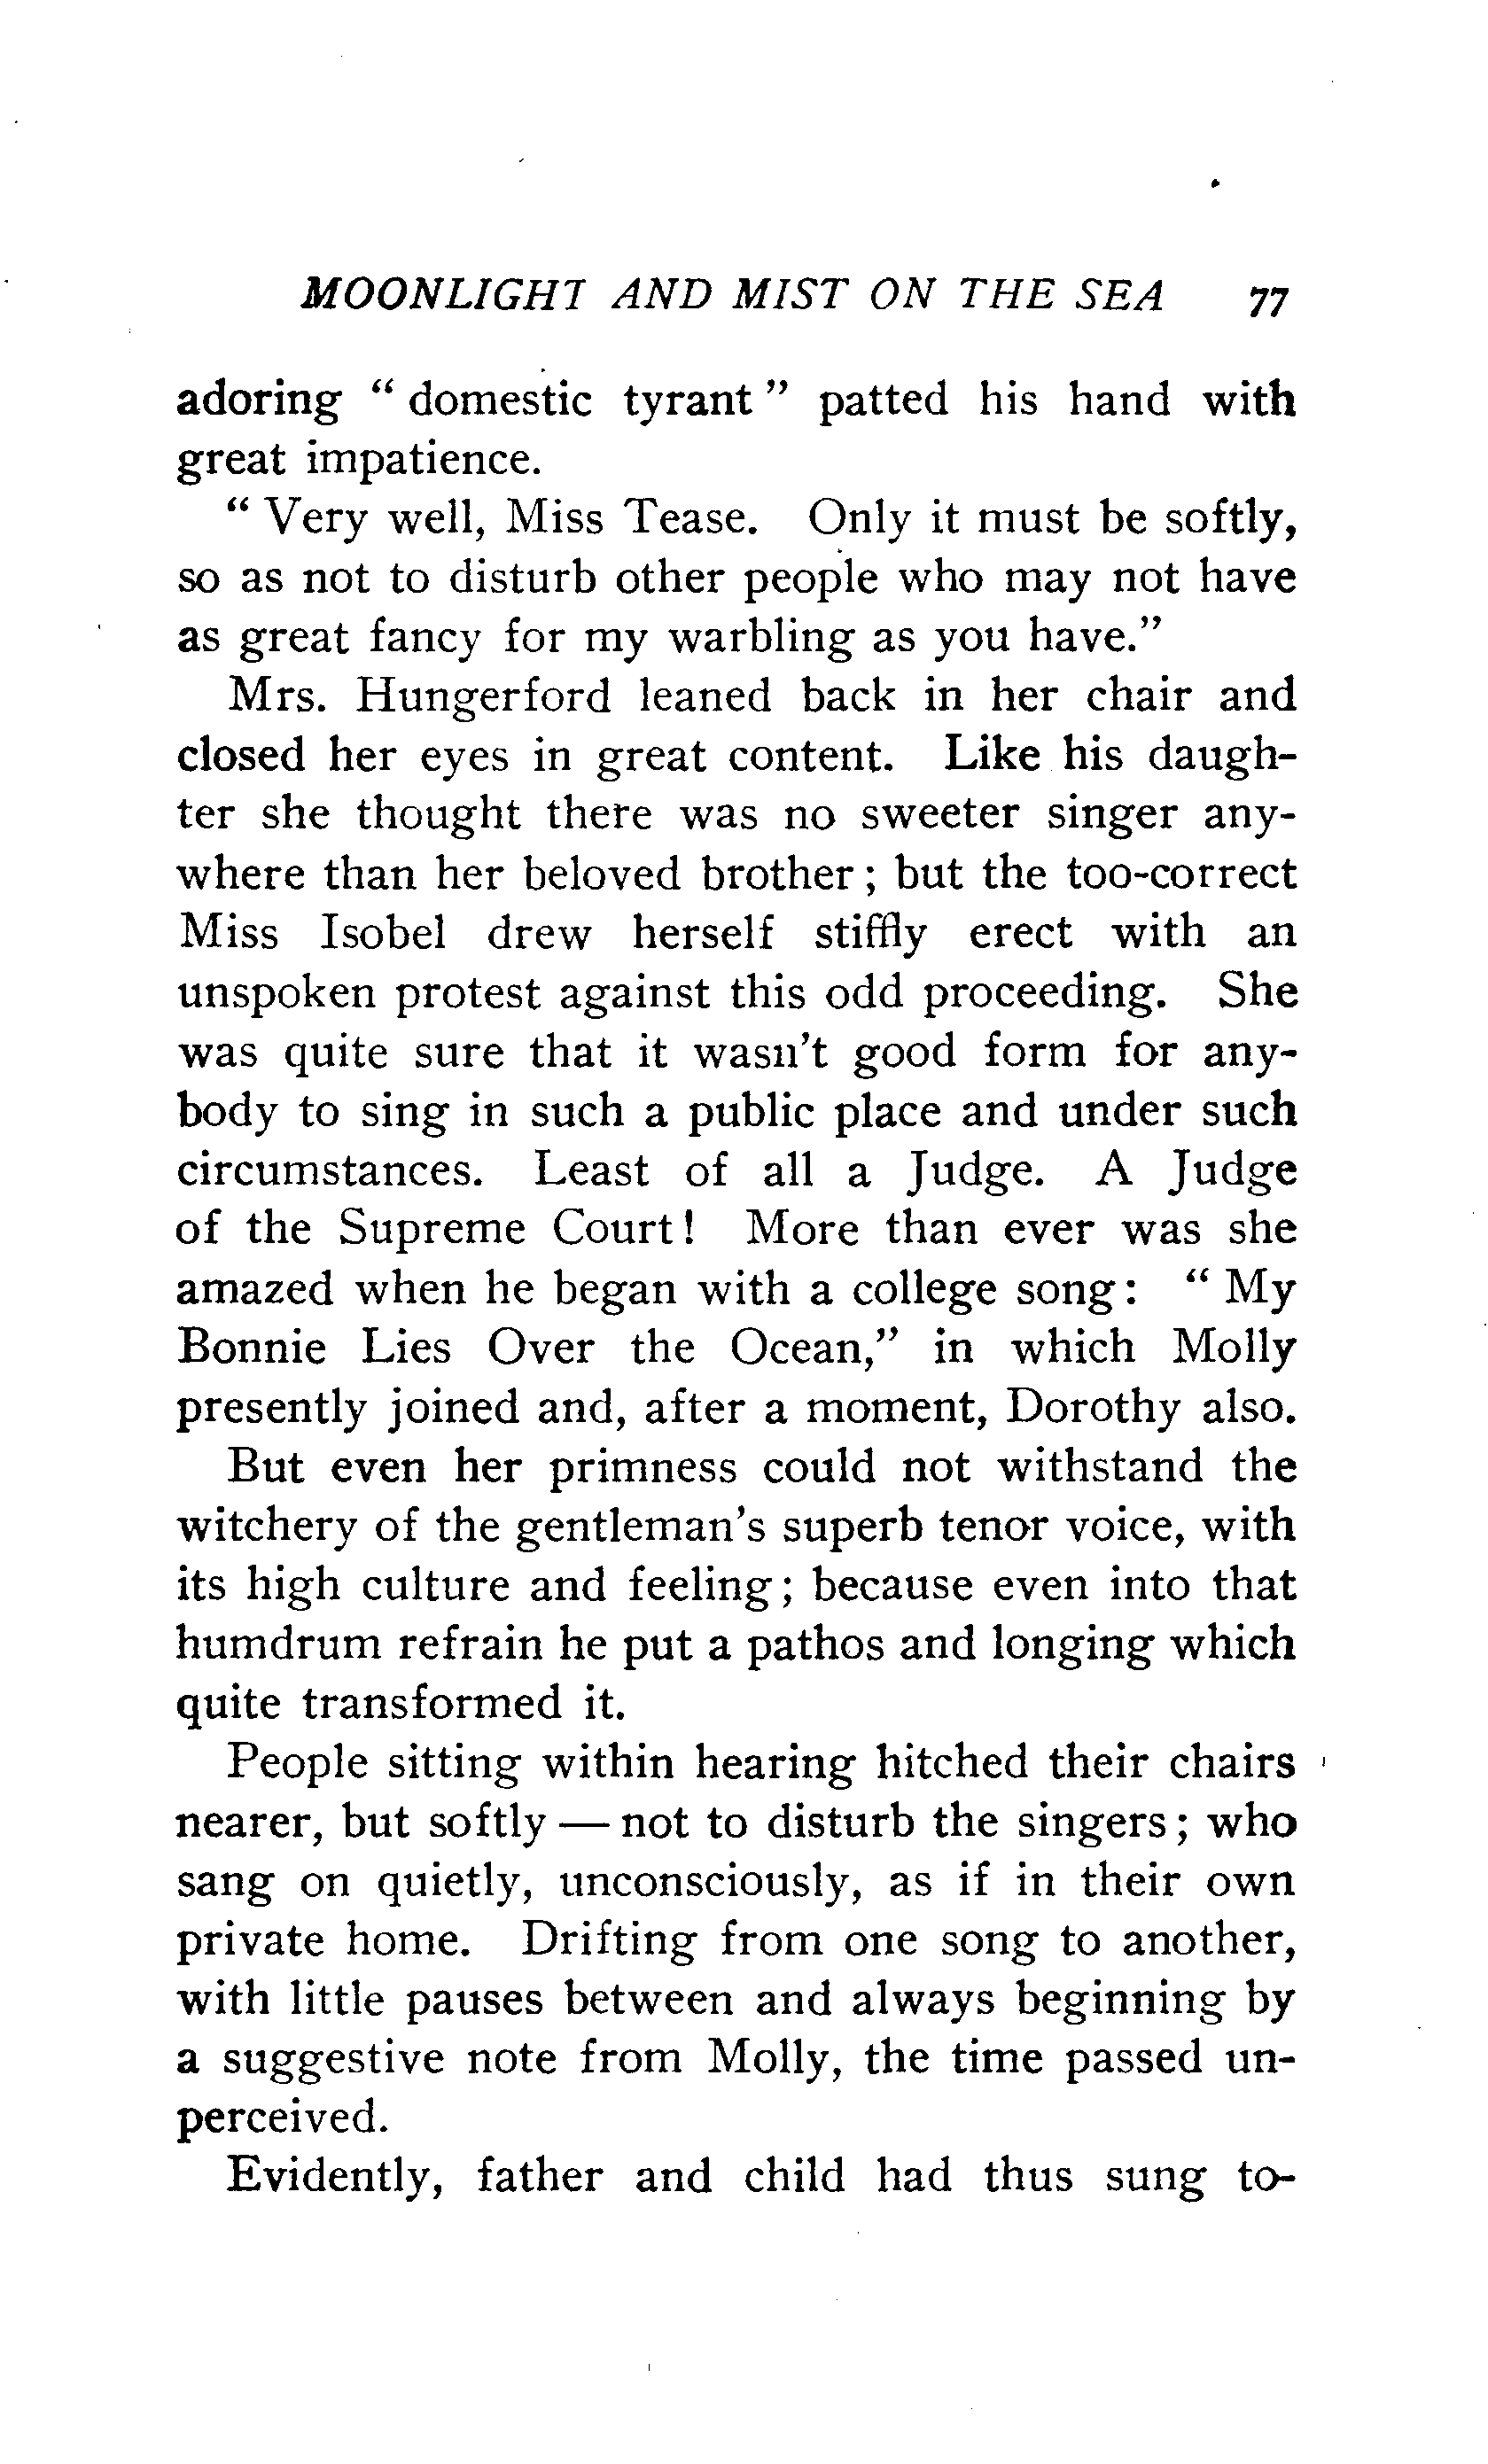 MOONLIGHT AND MIST ON THE SEA 77
adoring " domestic tyrant " patted his hand with
great impatience.
" Very well, Miss Tease. Only it must be softly,
so as not to disturb other people who may not have
as great fancy for my warbling as you have."
Mrs. Hungerford leaned back in her chair and
closed her eyes in great content. Like his daugh-
ter she thought there was no sweeter singer any-
where than her beloved brother; but the too-correct
Miss Isobel drew herself stiffly erect with an
unspoken protest against this odd proceeding. She
was quite sure that it wasn't good form for any-
body to sing in such a public place and under such
circumstances. Least of all a Judge. A Judge
of the Supreme Court! More than ever was she
amazed when he began with a college song: " My
Bonnie Lies Over the Ocean," in which Molly
presently joined and, after a moment, Dorothy also.
But even her primness could not withstand the
witchery of the gentleman's superb tenor voice, with
its high culture and feeling; because even into that
humdrum refrain he put a pathos and longing which
quite transformed it.
People sitting within hearing hitched their chairs
nearer, but softly — not to disturb the singers; who
sang on quietly, unconsciously, as if in their own
private home. Drifting from one song to another,
with little pauses between and always beginning by
a suggestive note from Molly, the time passed un-
perceived.
Evidently, father and child had thus sung to-